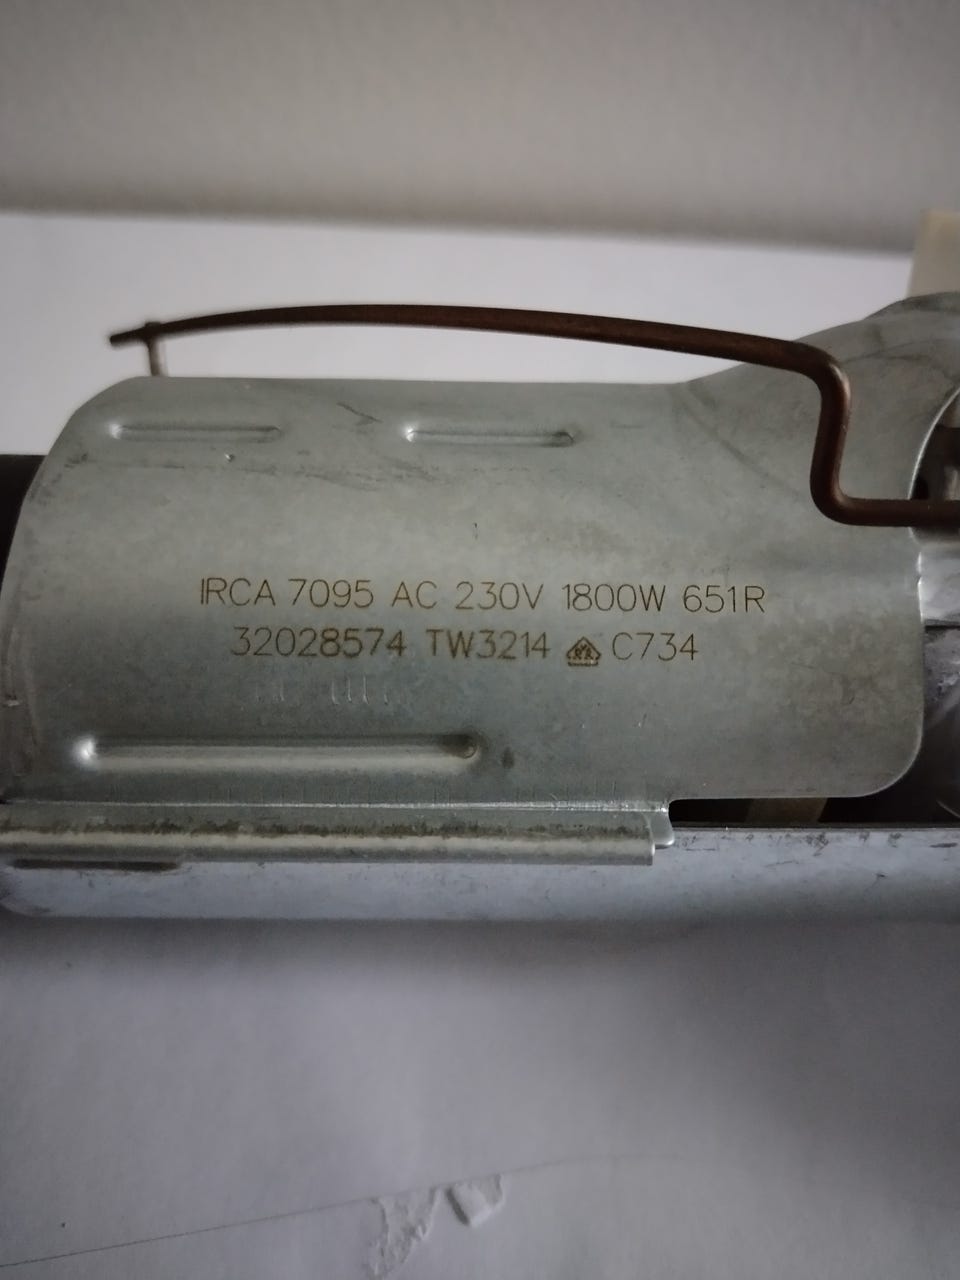 IRCA 7095 AC 230V 1800W 651R
32028574 TW3214 C734